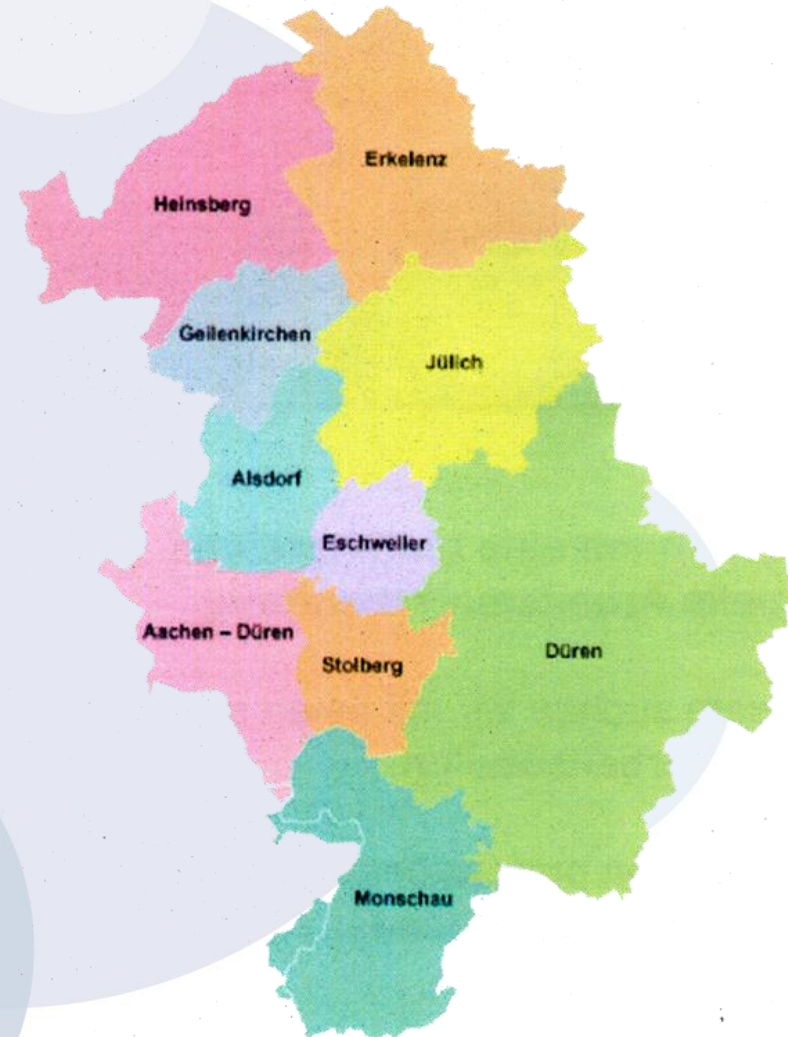 Erkelenz
Heinsberg
Geilenkirchen
Jülich
Alsdorf
Eschweiler
Aachen – Düren
Stolberg
Düren
Monschau